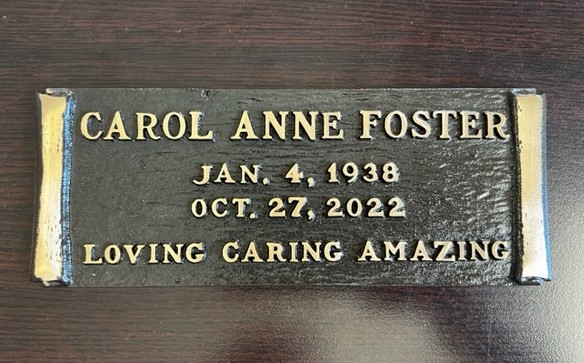 CAROL ANNE FOSTER
JAN. 4, 1938
OCT. 27, 2022
LOVING CARING AMAZING